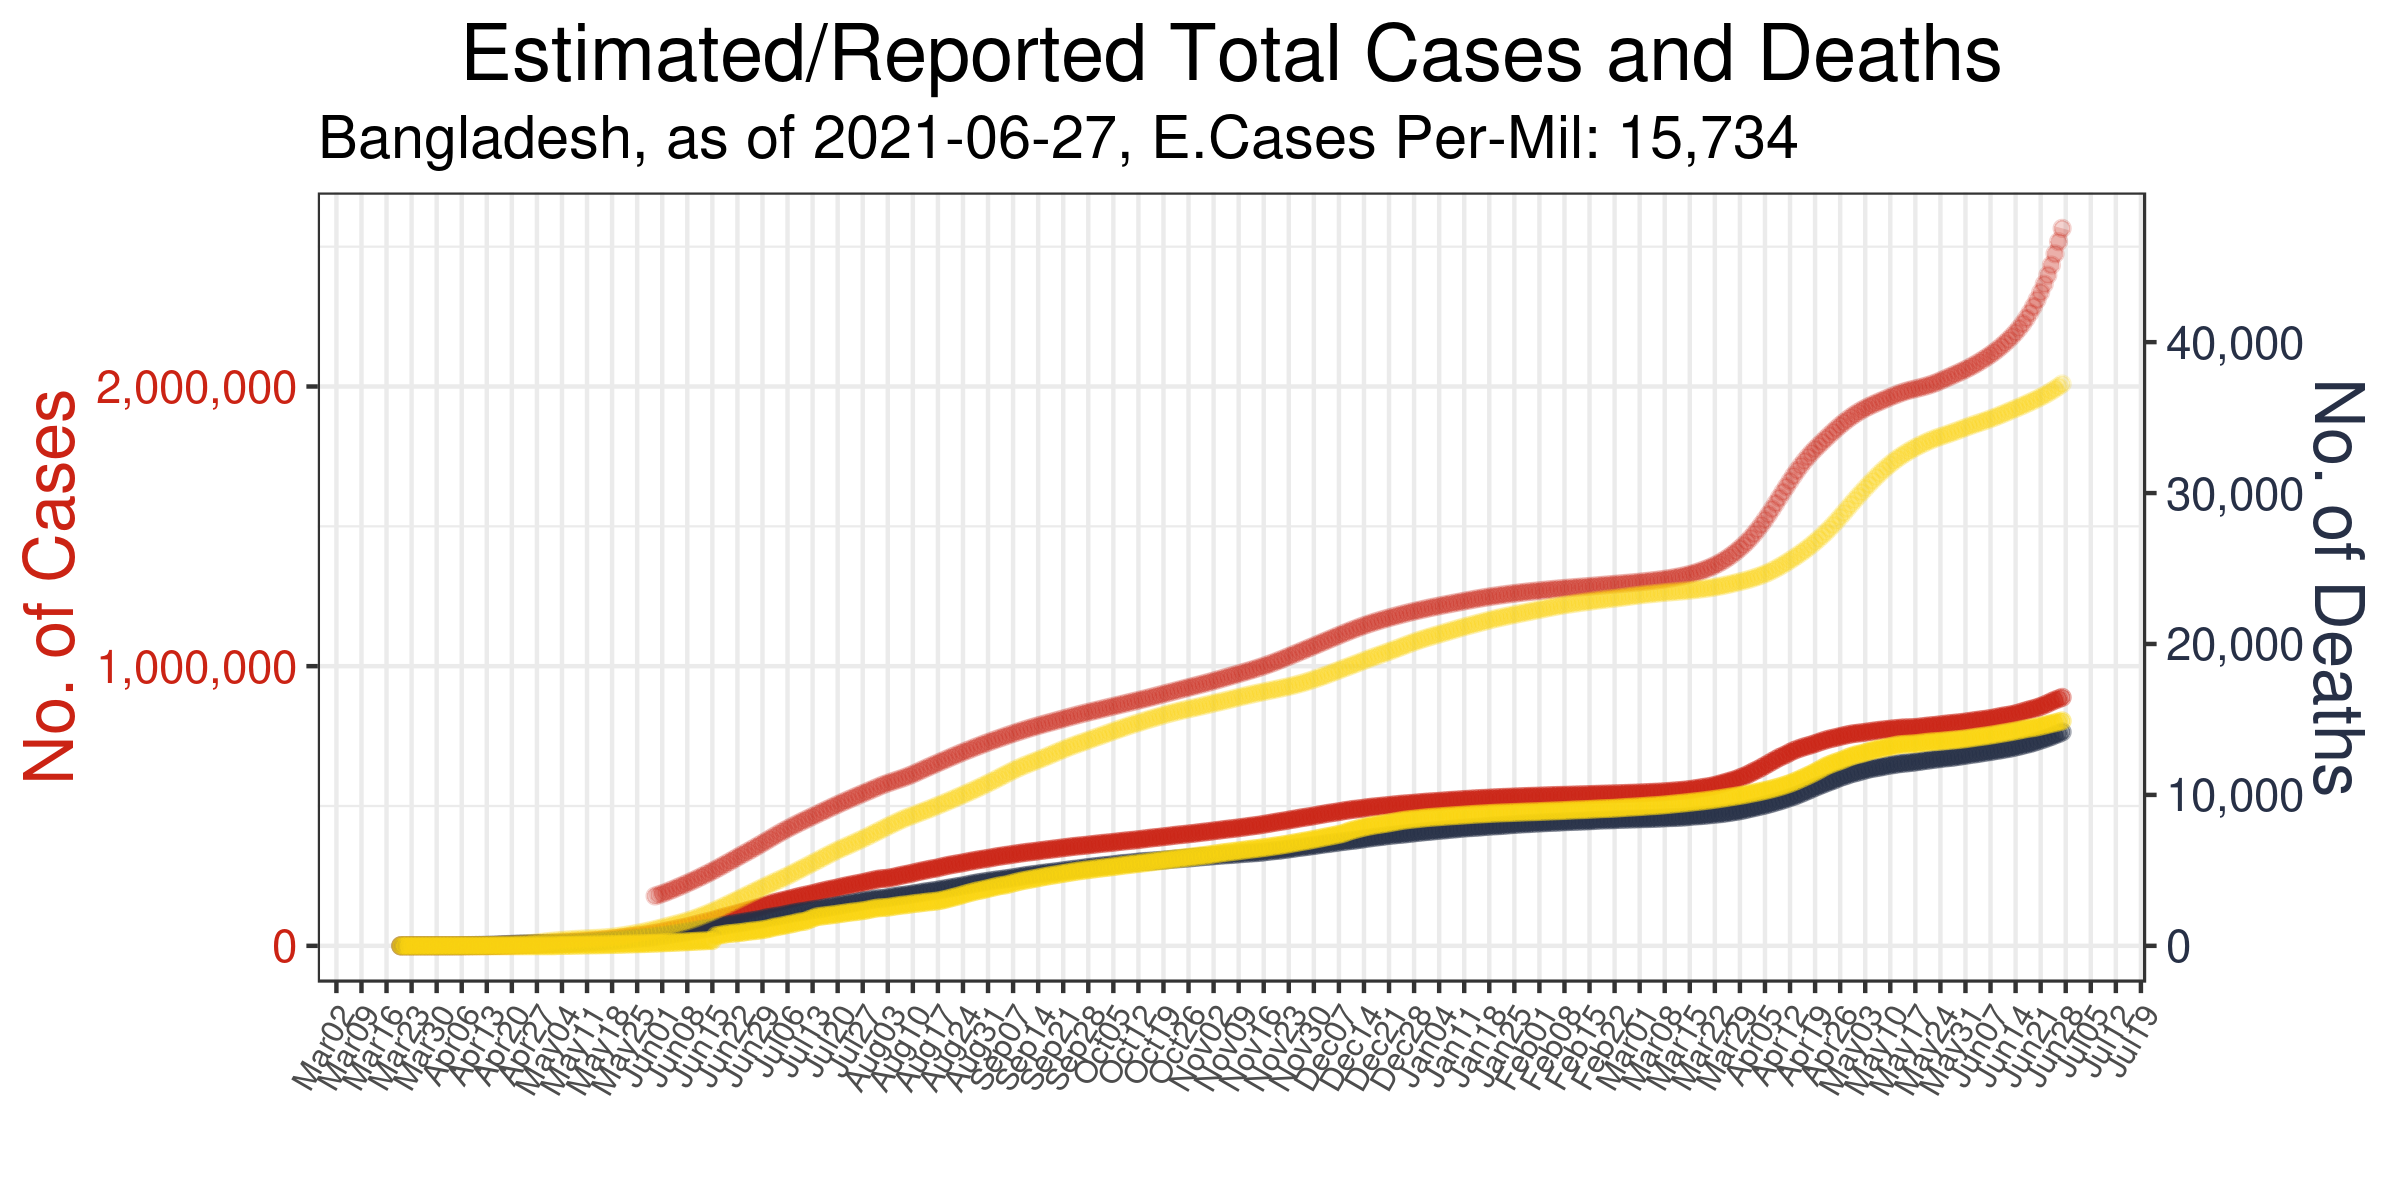 Estimated/Reported Total Cases and Deaths
Bangladesh, as of 2021-06-27, E.Cases Per-Mil: 15,734
No. of Cases
2,000,000
1,000,000
0
40,000
30,000
20,000
10,000
0
No. of Deaths
Mar02
Mar09
Mar16
Mar23
Mar30
Apr06
Apr13
Apr20
Apr27
May04
May11
May18
May25
Jun01
Jun08
Jun15
Jun22
Jun29
Jul06
Jul13
Jul20
Jul27
Aug03
Aug10
Aug17
Aug24
Aug31
Sep07
Sep14
Sep21
Sep28
Oct05
Oct12
Oct19
Oct26
Nov02
Nov09
Nov16
Nov23
Nov30
Dec07
Dec14
Dec21
Dec28
Jan04
Jan11
Jan18
Jan25
Feb01
Feb08
Feb15
Feb22
Mar01
Mar08
Mar15
Mar22
Mar29
Apr05
Apr12
Apr19
Apr26
May03
May10
May17
May24
May31
Jun07
Jun14
Jun21
Jun28
Jul05
Jul12
Jul19